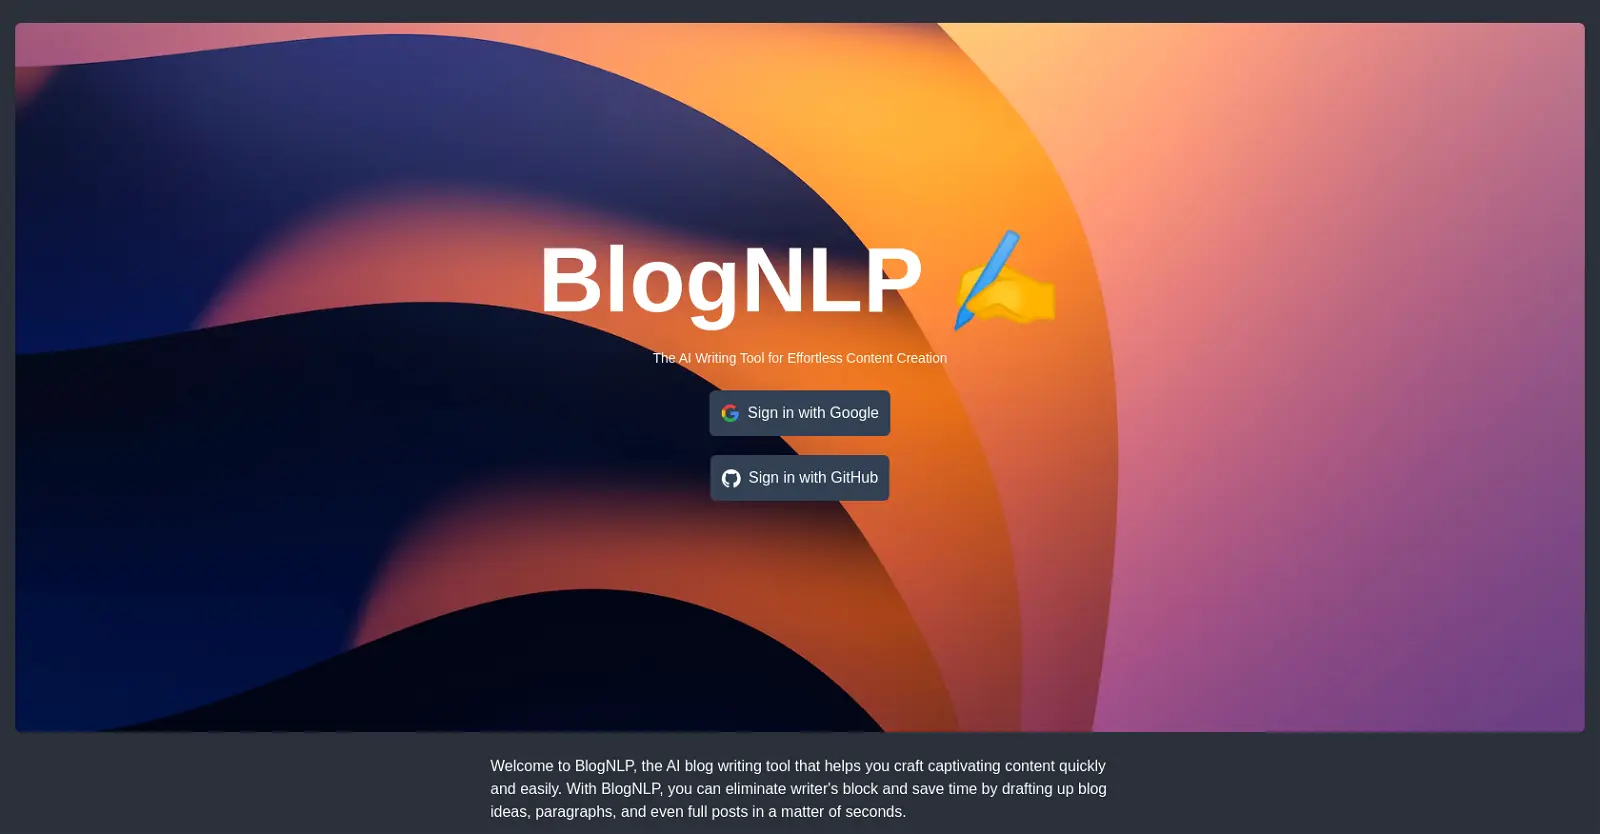 BlogNLP ✍️
The AI Writing Tool for Effortless Content Creation
Sign in with Google
Sign in with GitHub
Welcome to BlogNLP, the AI blog writing tool that helps you craft captivating content quickly
and easily. With BlogNLP, you can eliminate writer's block and save time by drafting up blog
ideas, paragraphs, and even full posts in a matter of seconds.